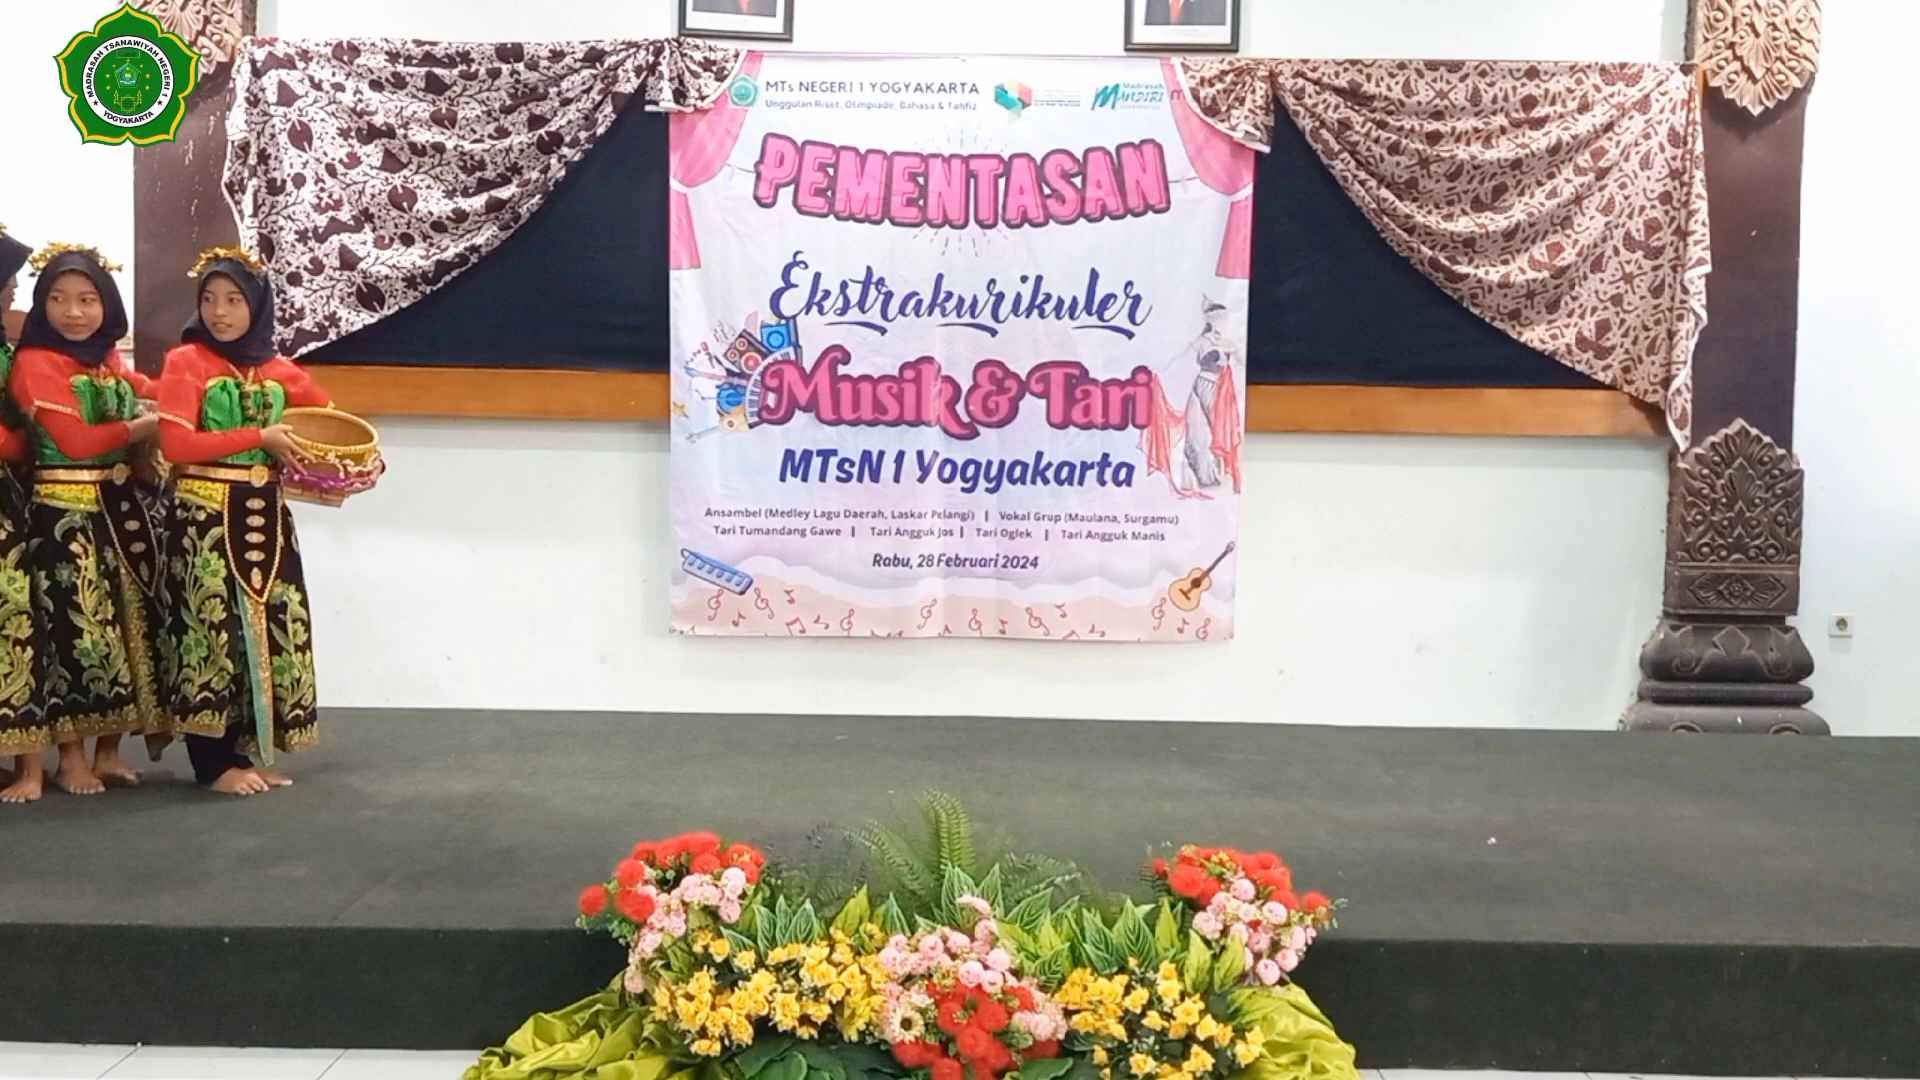 MADRASAH TSANAWIYAH NEGERI 1
YOGYAKARTA
MTs NEGERI 1 YOGYAKARTA
Unggulan Riset, Olimpiade, Bahasa & Tahfiz
Madrasah
MANDIRI
PEMENTASAN
Ekstrakurikuler
Musik & Tari
MTsN 1 Yogyakarta
Ansambel (Medley Lagu Daerah, Laskar Pelangi) | Vokal Grup (Maulana, Surgamu)
Tari Tumandang Gawe | Tari Angguk Jos | Tari Oglek | Tari Angguk Manis
Rabu, 28 Februari 2024